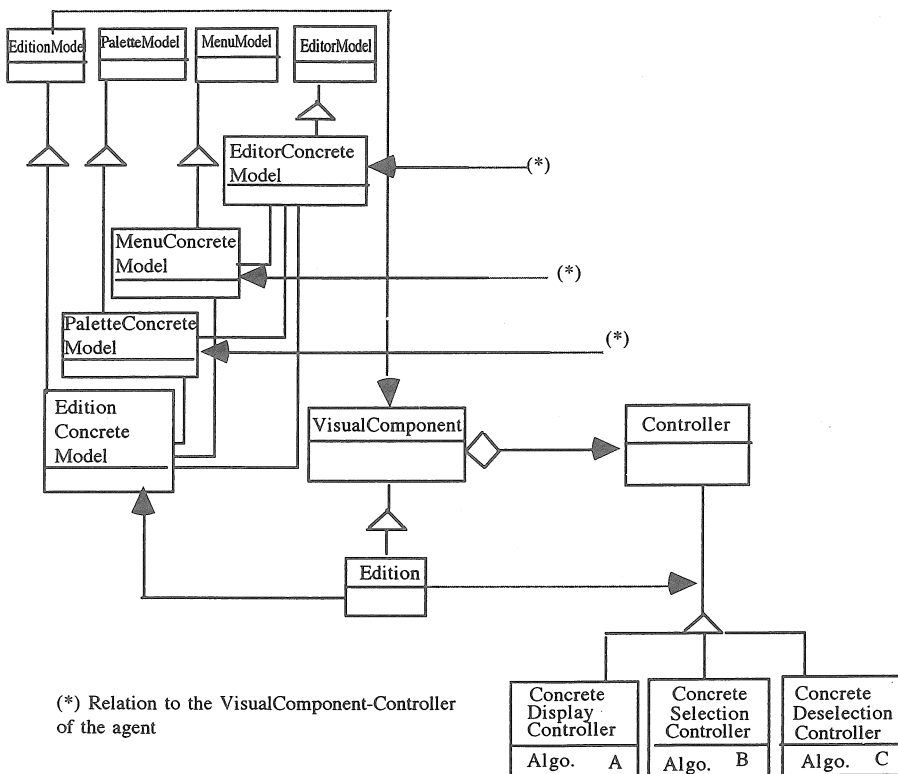 EditionMode
PaletteModel
MenuModel
EditorModel
EditorConcrete
Model
(*)
MenuConcrete
Model
(*)
PaletteConcrete
Model
(*)
Edition
Concrete
Model
VisualComponent
Controller
Edition
(*) Relation to the VisualComponent-Controller
of the agent
Concrete
Display
Controller
Algo. A
Concrete
Selection
Controller
Algo. B
Concrete
Deselection
Controller
Algo. C